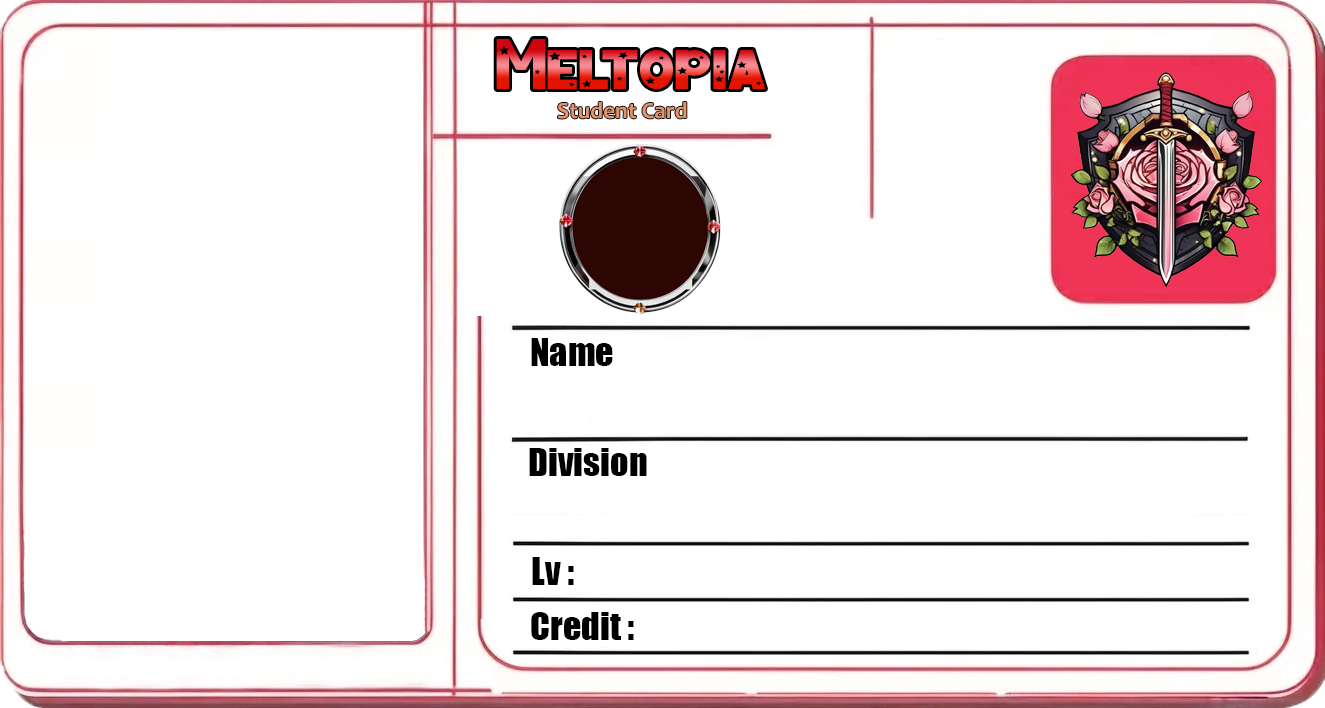 Meltopia
Student Card
Name
Division
Lv :
Credit :